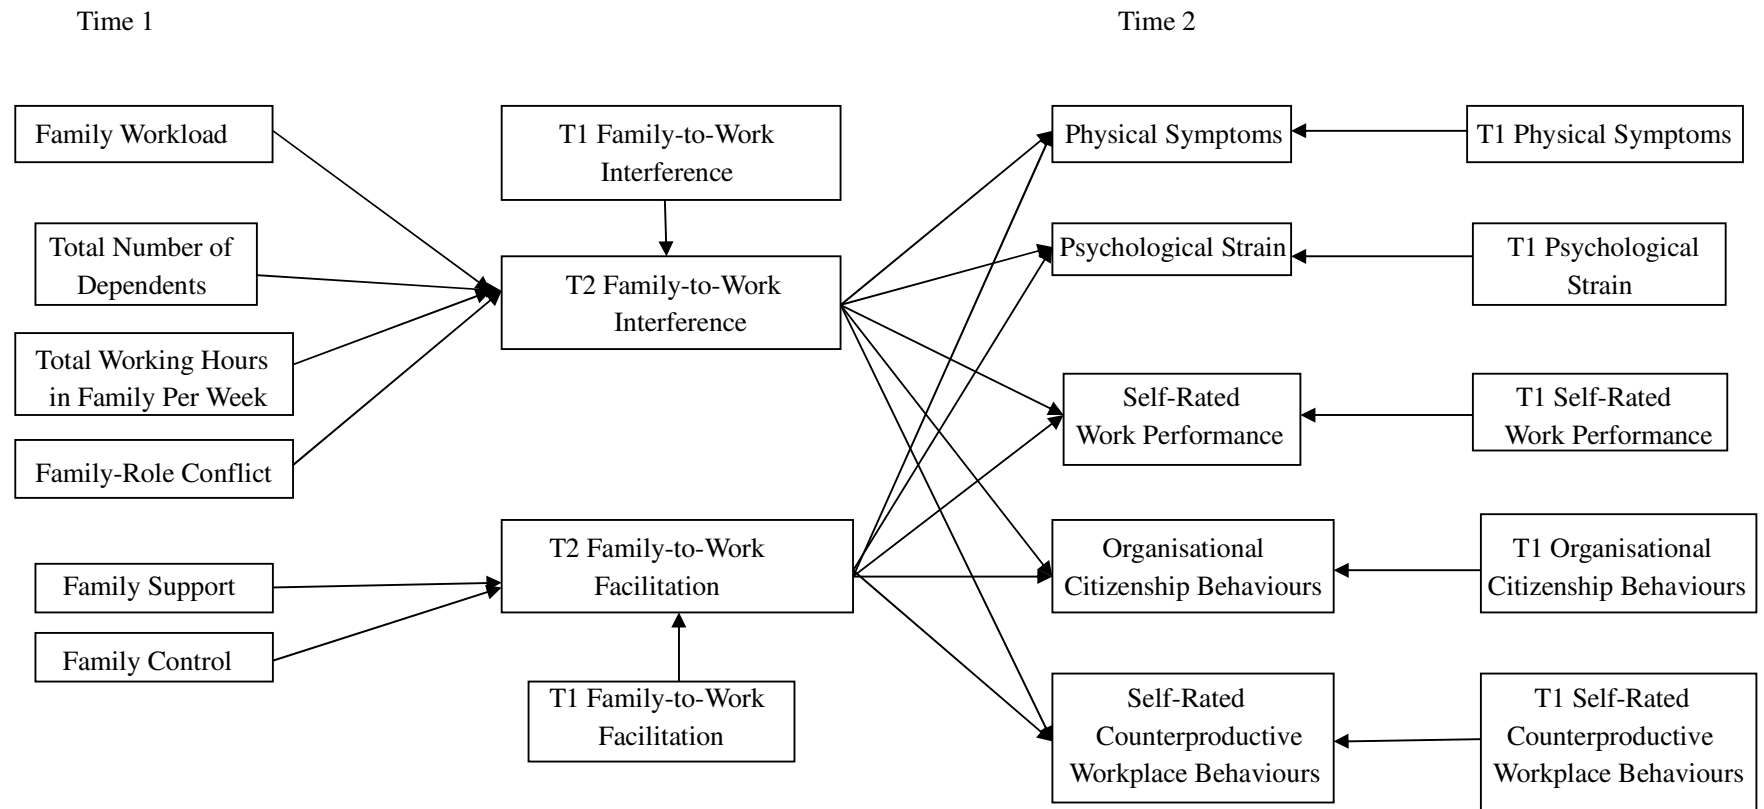 Time 1
Time 2
Family Workload
Total Number of
Dependents
Total Working Hours
in Family Per Week
Family-Role Conflict
Family Support
Family Control
T1 Family-to-Work
Interference
T2 Family-to-Work
Interference
T2 Family-to-Work
Facilitation
T1 Family-to-Work
Facilitation
Physical Symptoms
Psychological Strain
Self-Rated
Work Performance
Organisational
Citizenship Behaviours
Self-Rated
Counterproductive
Workplace Behaviours
T1 Physical Symptoms
T1 Psychological
Strain
T1 Self-Rated
Work Performance
T1 Organisational
Citizenship Behaviours
T1 Self-Rated
Counterproductive
Workplace Behaviours